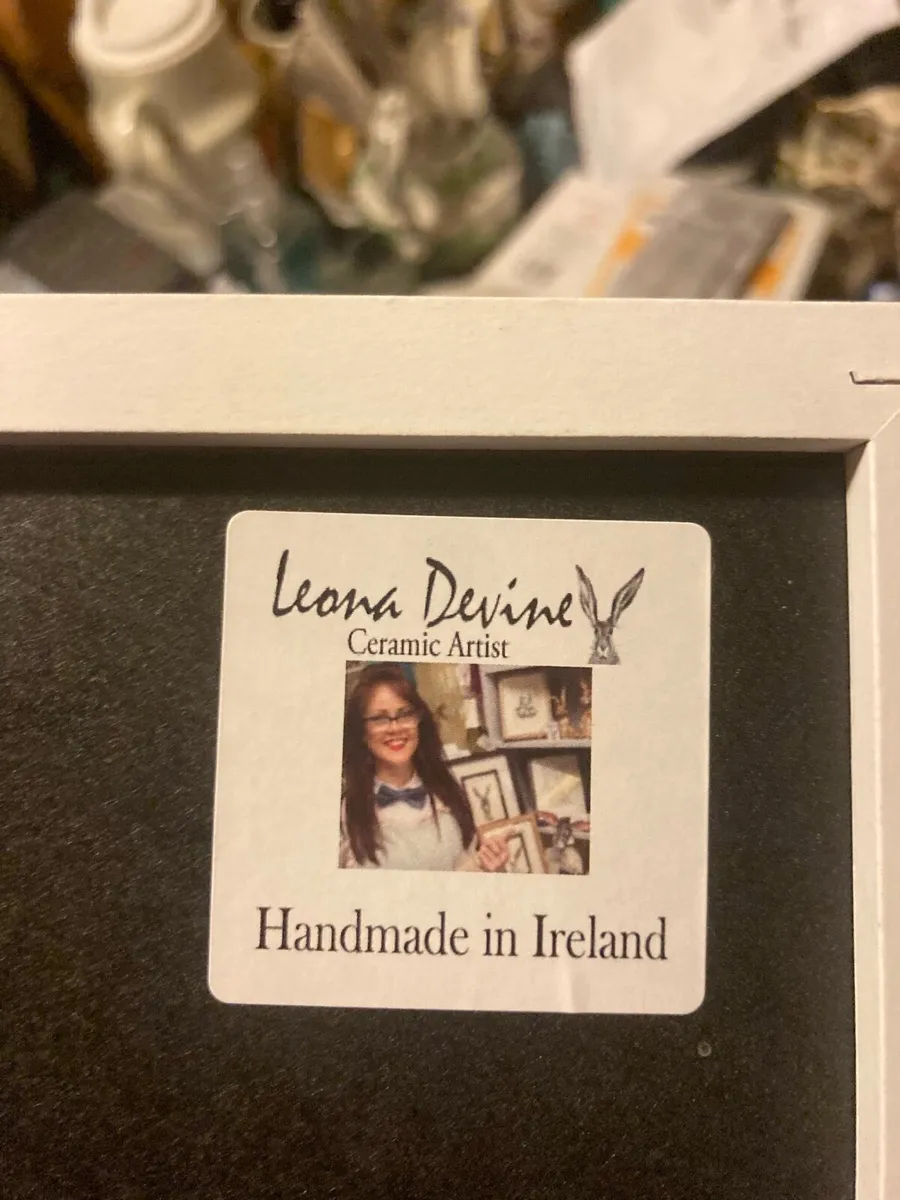 Leona Devine
Ceramic Artist
Handmade in Ireland